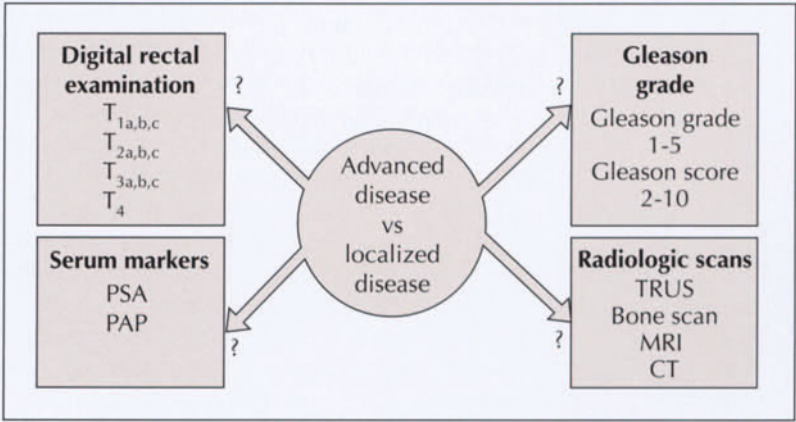 Digital rectal
examination
T1a,b,c
T2a,b,c
T3a,b,c
T4
?
Gleason
grade
Gleason grade
1-5
Gleason score
2-10
?
Advanced
disease
vs
localized
disease
Serum markers
PSA
PAP
?
Radiologic scans
TRUS
Bone scan
MRI
CT
?